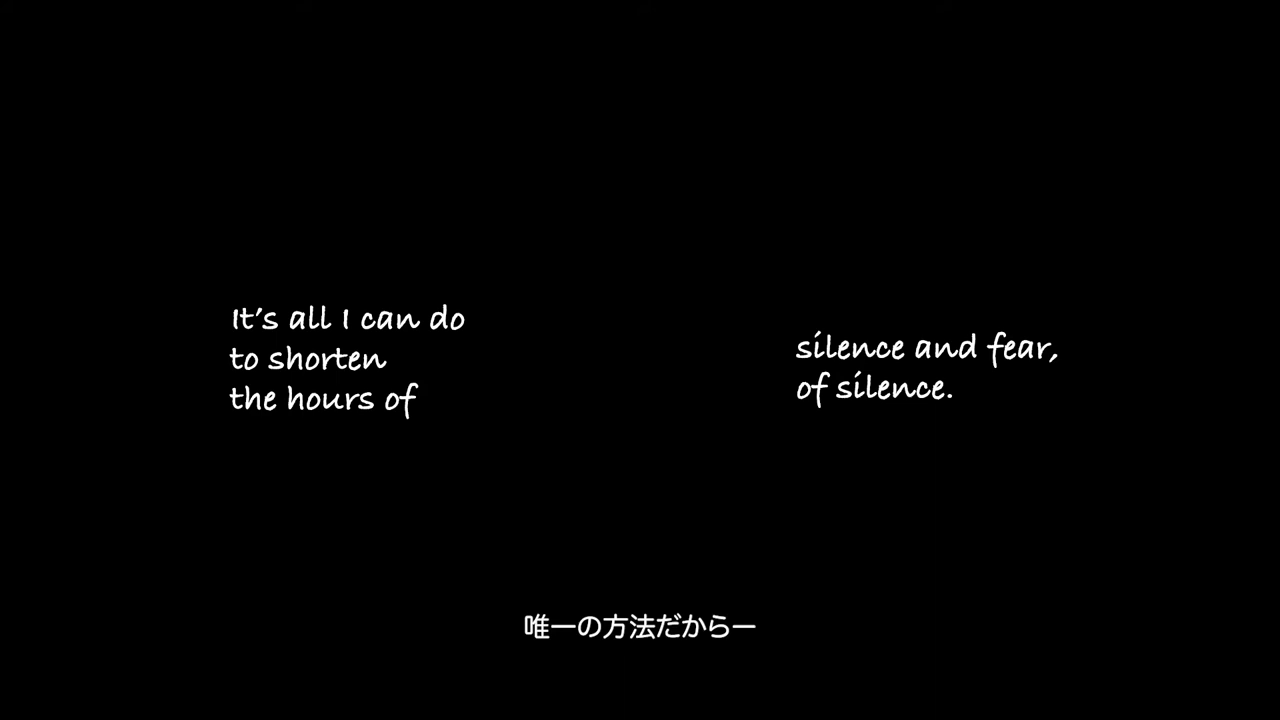 It's all I can do
to shorten
the hours of
silence and fear,
of silence.
唯一の方法だからー